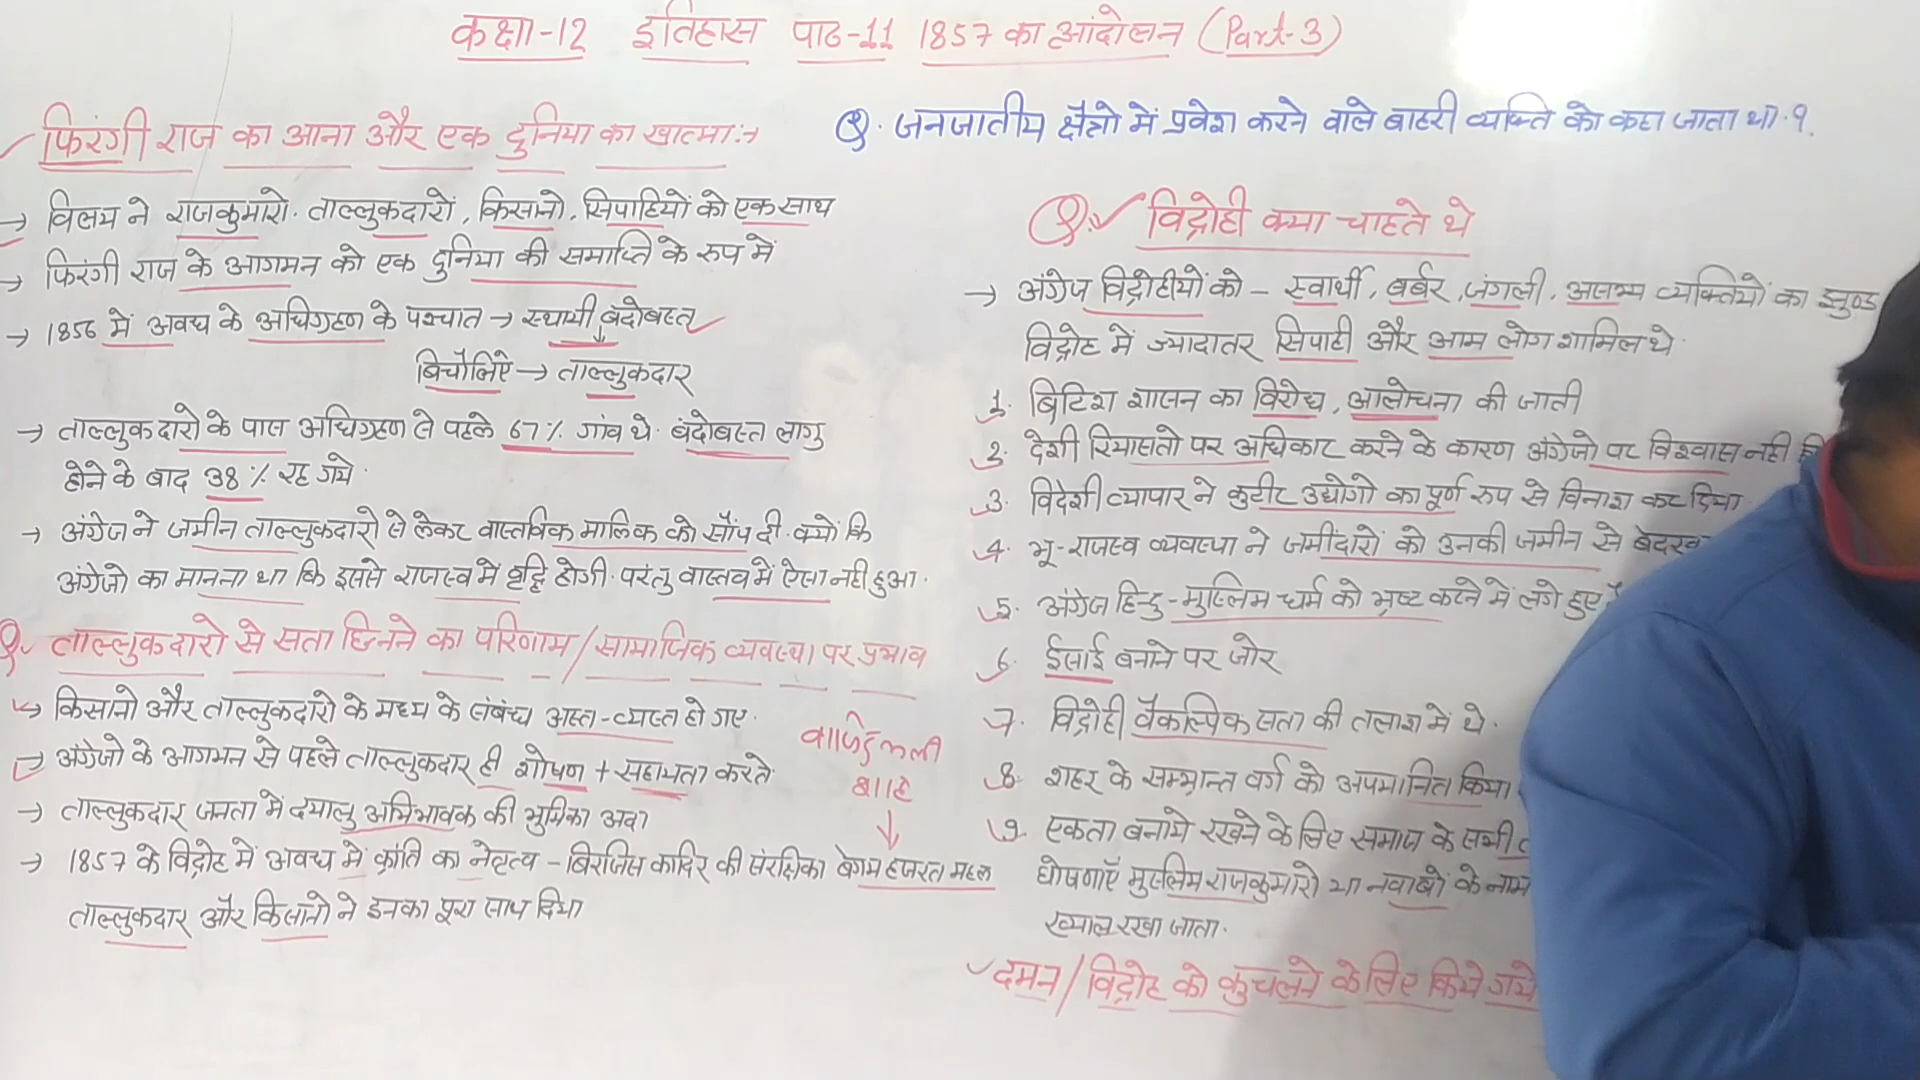 कक्षा-12 इतिहास पाठ-11 1857 का आंदोलन (Part-3)
फिरंगी राज का आना और एक दुनिया का खात्मा:→
→ विलय ने राजकुमारो. ताल्लुकदारों, किसानो, सिपाहियों को एक साथ
→ फिरंगी राज के आगमन को एक दुनिया की समाप्ति के रूप में
→ 1856 में अवध के अधिग्रहण के पश्चात → स्थायी बंदोबस्त
बिचौलिऐ → ताल्लुकदार
→ ताल्लुकदारो के पास अधिग्रहण से पहले 67% गांव थे. बंदोबस्त लागु
होने के बाद 38% रह गये.
→ अंग्रेज ने जमीन ताल्लुकदारो से लेकर वास्तविक मालिक को सौंप दी. क्यों कि
अंग्रेजो का मानना था कि इससे राजस्व में वृद्दि होगी. परंतु वास्तव में ऐसा नही हुआ.
Q. ताल्लुकदारो से सता छिनने का परिणाम/सामाजिक व्यवस्था पर प्रभाव
→ किसानो और ताल्लुकदारो के मध्य के संबंध अस्त-व्यस्त हो गए.
→ अंग्रेजो के आगमन से पहले ताल्लुकदार ही शोषण + सहायता करते
→ ताल्लुकदार जनता में दयालु अभिभावक की भुमिका अदा
वाजिद अली
शाह
↓
→ 1857 के विद्रोह में अवध में क्रांति का नेतृत्व - बिरजिस कादिर की संरक्षिका बेगम हजरत महल
ताल्लुकदार और किसानो ने इनका पूरा साथ दिया
Q. जनजातीय क्षेत्रो में प्रवेश करने वाले बाहरी व्यक्ति को कहा जाता था.?
Q. विद्रोही क्या चाहते थे
→ अंग्रेज विद्रोहीयों को - स्वार्थी, बर्बर, जंगली, असभ्य व्यक्तियों का झुण्ड
विद्रोह में ज्यादातर सिपाही और आम लोग शामिल थे.
1. ब्रिटिश शासन का विरोध, आलोचना की जाती
2. देशी रियासतो पर अधिकार करने के कारण अंग्रेजो पर विश्वास नही
3. विदेशी व्यापार ने कुटीर उद्योगो का पूर्ण रूप से विनाश कर दिया
4. भू-राजस्व व्यवस्था ने जमींदारों को उनकी जमीन से
5. अंग्रेज हिन्दु-मुस्लिम धर्म को भ्रष्ट करने में लगे हुए
6. ईसाई बनाने पर जोर
7. विद्रोही वैकल्पिक सता की तलाश में थे.
8. शहर के सम्भ्रान्त वर्ग को अपमानित किया
9. एकता बनाये रखने के लिए समाज के सभी
घोषणाएँ मुस्लिम राजकुमारो या नवाबों के नाम
ख्याल रखा जाता.
दमन/विद्रोह को कुचलने के लिए किये गये